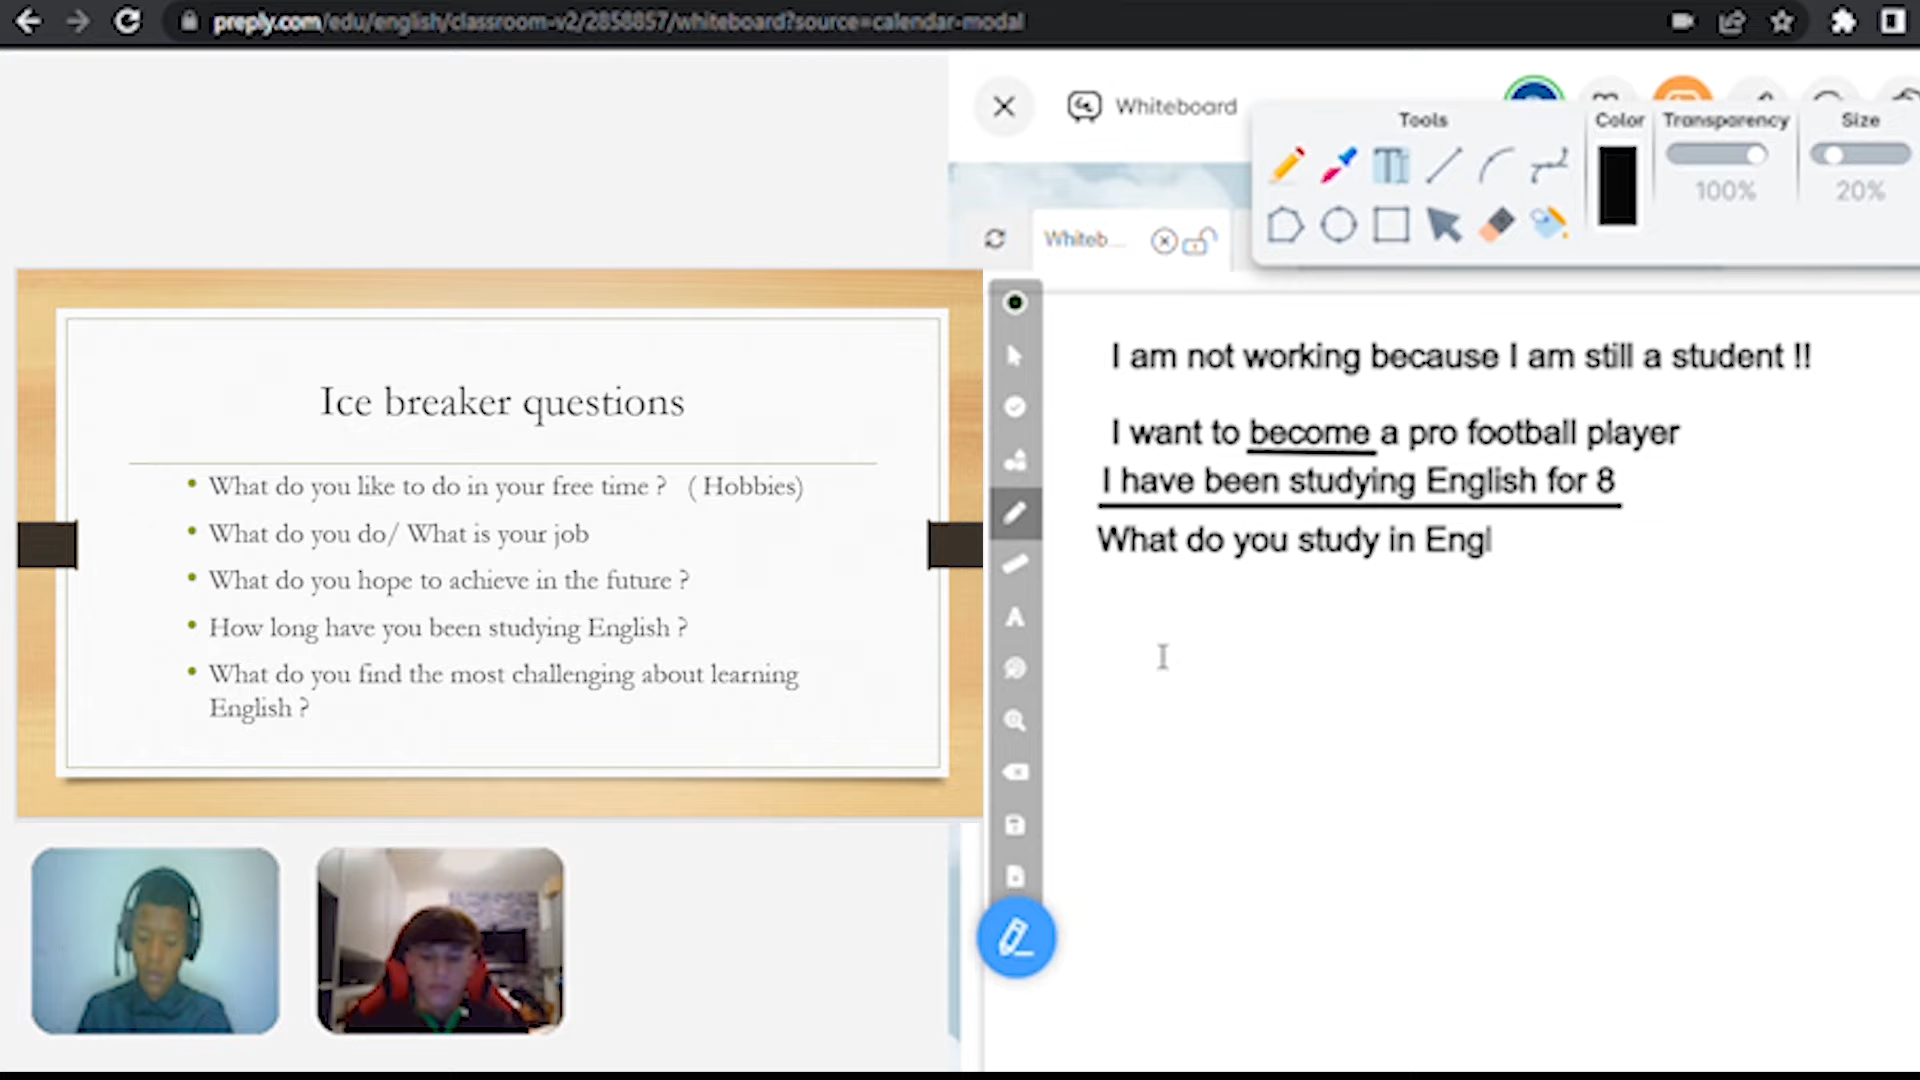 preply.com/edu/english/classroom-v2/2858857/whiteboard?source=calendar-modal
Whiteboard
Tools
Color
Transparency
Size
100%
20%
Whiteb...
Ice breaker questions
• What do you like to do in your free time ? ( Hobbies)
• What do you do/ What is your job
• What do you hope to achieve in the future ?
• How long have you been studying English ?
• What do you find the most challenging about learning
English ?
I am not working because I am still a student !!
I want to become a pro football player
I have been studying English for 8
What do you study in Engl